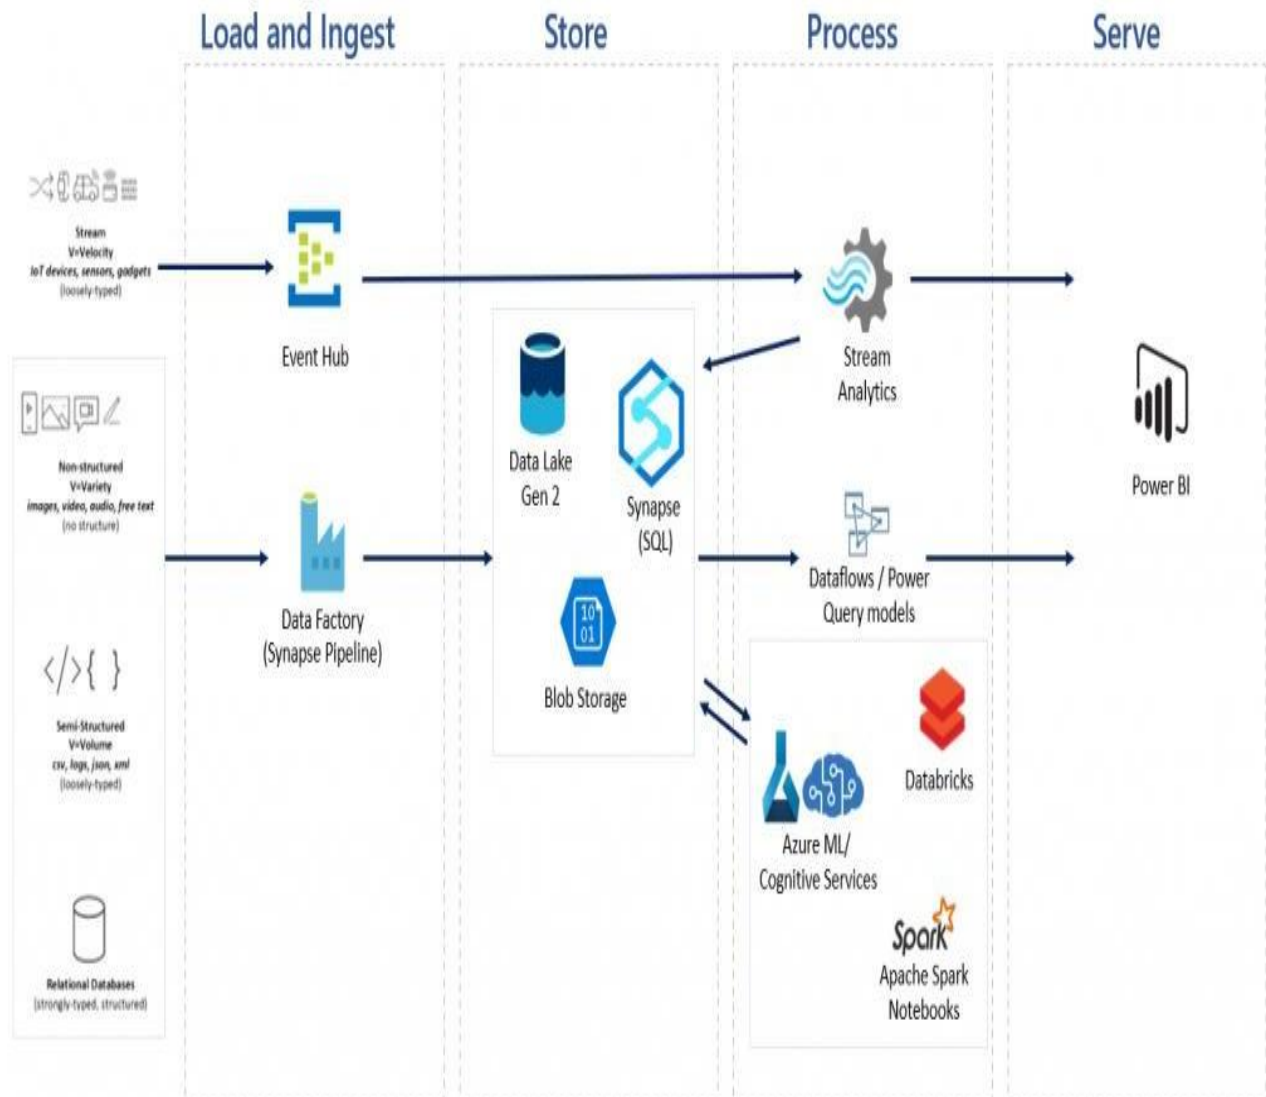 Load and Ingest
Store
Process
Serve
Stream
V=Velocity
IoT devices, sensors, gadgets
(loosely-typed)
Event Hub
Stream
Analytics
Non-structured
V=Variety
images, video, audio, free text
(no structure)
Data Lake
Gen 2
Synapse
(SQL)
Power BI
Data Factory
(Synapse Pipeline)
Dataflows / Power
Query models
10
01
Blob Storage
</>{ }
Semi-Structured
V=Volume
csv, logs, json, xml
(loosely-typed)
Databricks
Azure ML/
Cognitive Services
Spark
Apache Spark
Notebooks
Relational Databases
(strongly-typed, structured)